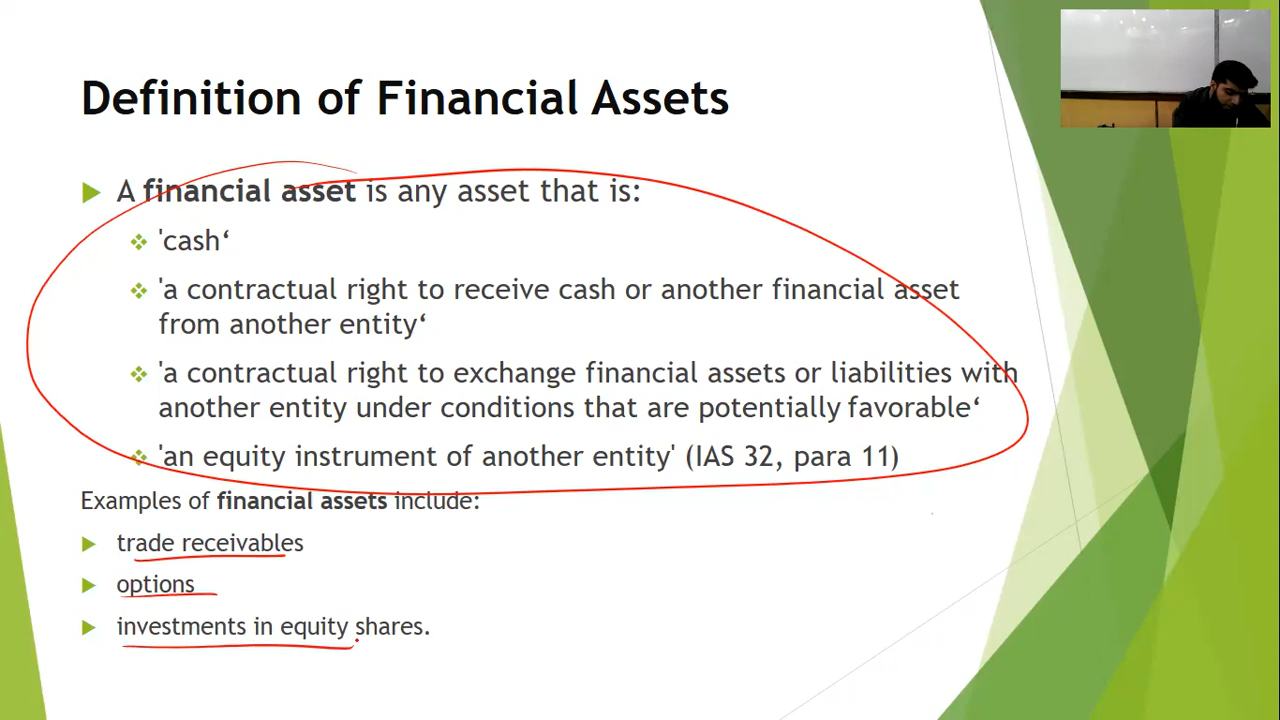 Definition of Financial Assets
A financial asset is any asset that is:
'cash‘
'a contractual right to receive cash or another financial asset
from another entity‘
'a contractual right to exchange financial assets or liabilities with
another entity under conditions that are potentially favorable‘
'an equity instrument of another entity' (IAS 32, para 11)
Examples of financial assets include:
trade receivables
options
investments in equity shares.